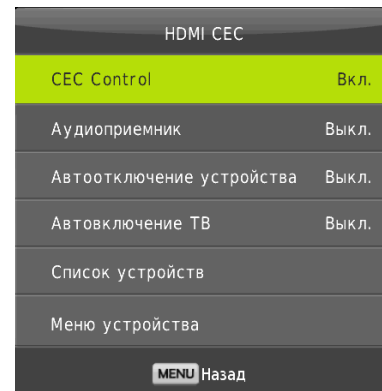 HDMI CEC
CEC Control Вкл.
Аудиоприемник Выкл.
Автоотключение устройства Выкл.
Автовключение ТВ Выкл.
Список устройств
Меню устройства
MENU Назад